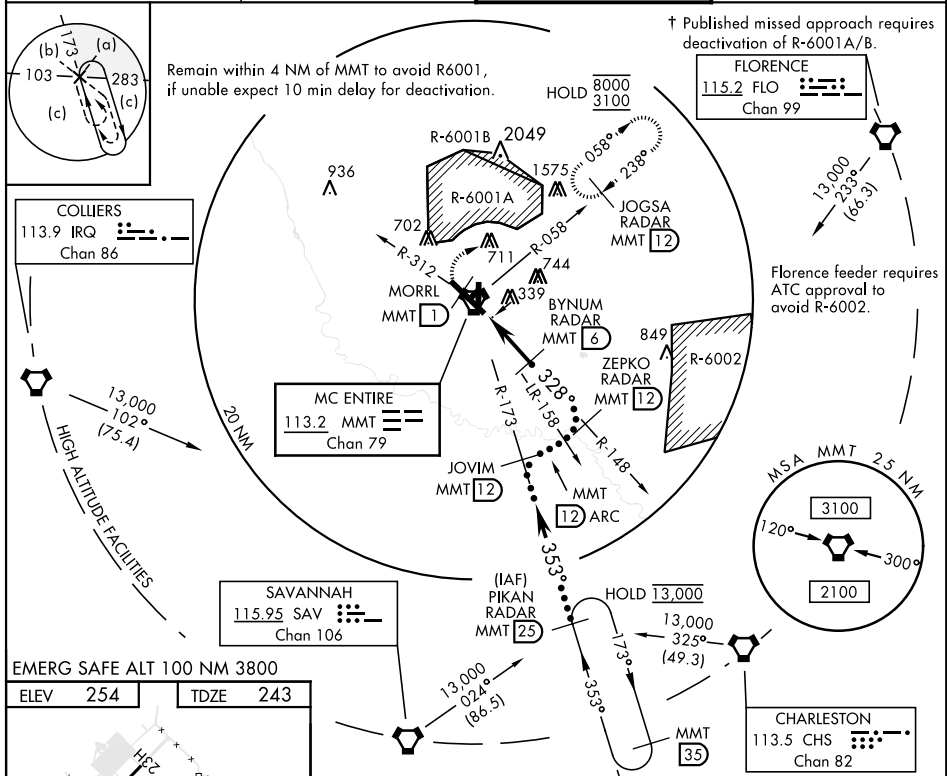 † Published missed approach requires
deactivation of R-6001A/B.
(b)
173
(a)
103
283
(c)
(c)
Remain within 4 NM of MMT to avoid R6001,
if unable expect 10 min delay for deactivation.
HOLD 8000
3100
FLORENCE
115.2 FLO
Chan 99
13,000
233°
(66.3)
R-6001B
2049
936
1575
058°
238°
R-6001A
JOGSA
RADAR
MMT 12
COLLIERS
113.9 IRQ
Chan 86
702
R-312
711
R-058
744
339
MORRL
MMT 1
BYNUM
RADAR
MMT 6
Florence feeder requires
ATC approval to
avoid R-6002.
849
R-6002
ZEPKO
RADAR
MMT 12
MC ENTIRE
113.2 MMT
Chan 79
328°
R-173
LR-158
R-148
13,000
102°
(75.4)
20 NM
HIGH ALTITUDE FACILITIES
JOVIM
MMT 12
MMT
12 ARC
MSA MMT 25 NM
3100
120°
300°
2100
353°
(IAF)
PIKAN
RADAR
MMT 25
HOLD 13,000
SAVANNAH
115.95 SAV
Chan 106
13,000
325°
(49.3)
173°
353°
EMERG SAFE ALT 100 NM 3800
ELEV 254
TDZE 243
13,000
024°
(86.5)
MMT
35
CHARLESTON
113.5 CHS
Chan 82
23H